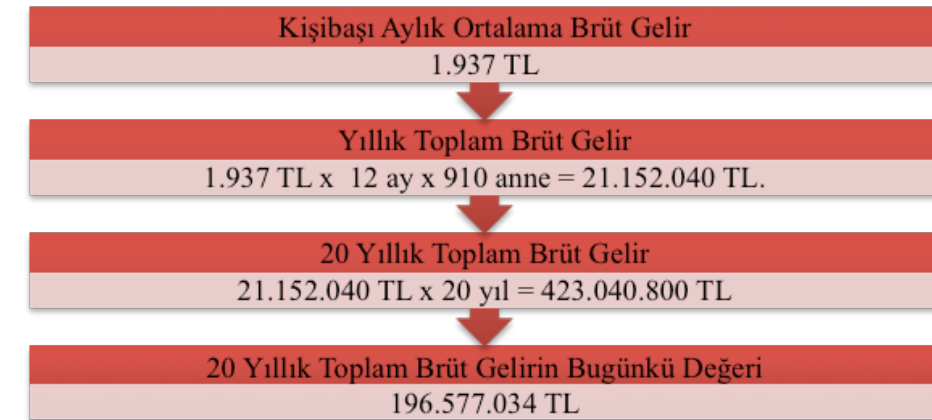 Kişibaşı Aylık Ortalama Brüt Gelir
1.937 TL
Yıllık Toplam Brüt Gelir
1.937 TL x 12 ay x 910 anne = 21.152.040 TL.
20 Yıllık Toplam Brüt Gelir
21.152.040 TL x 20 yıl = 423.040.800 TL
20 Yıllık Toplam Brüt Gelirin Bugünkü Değeri
196.577.034 TL